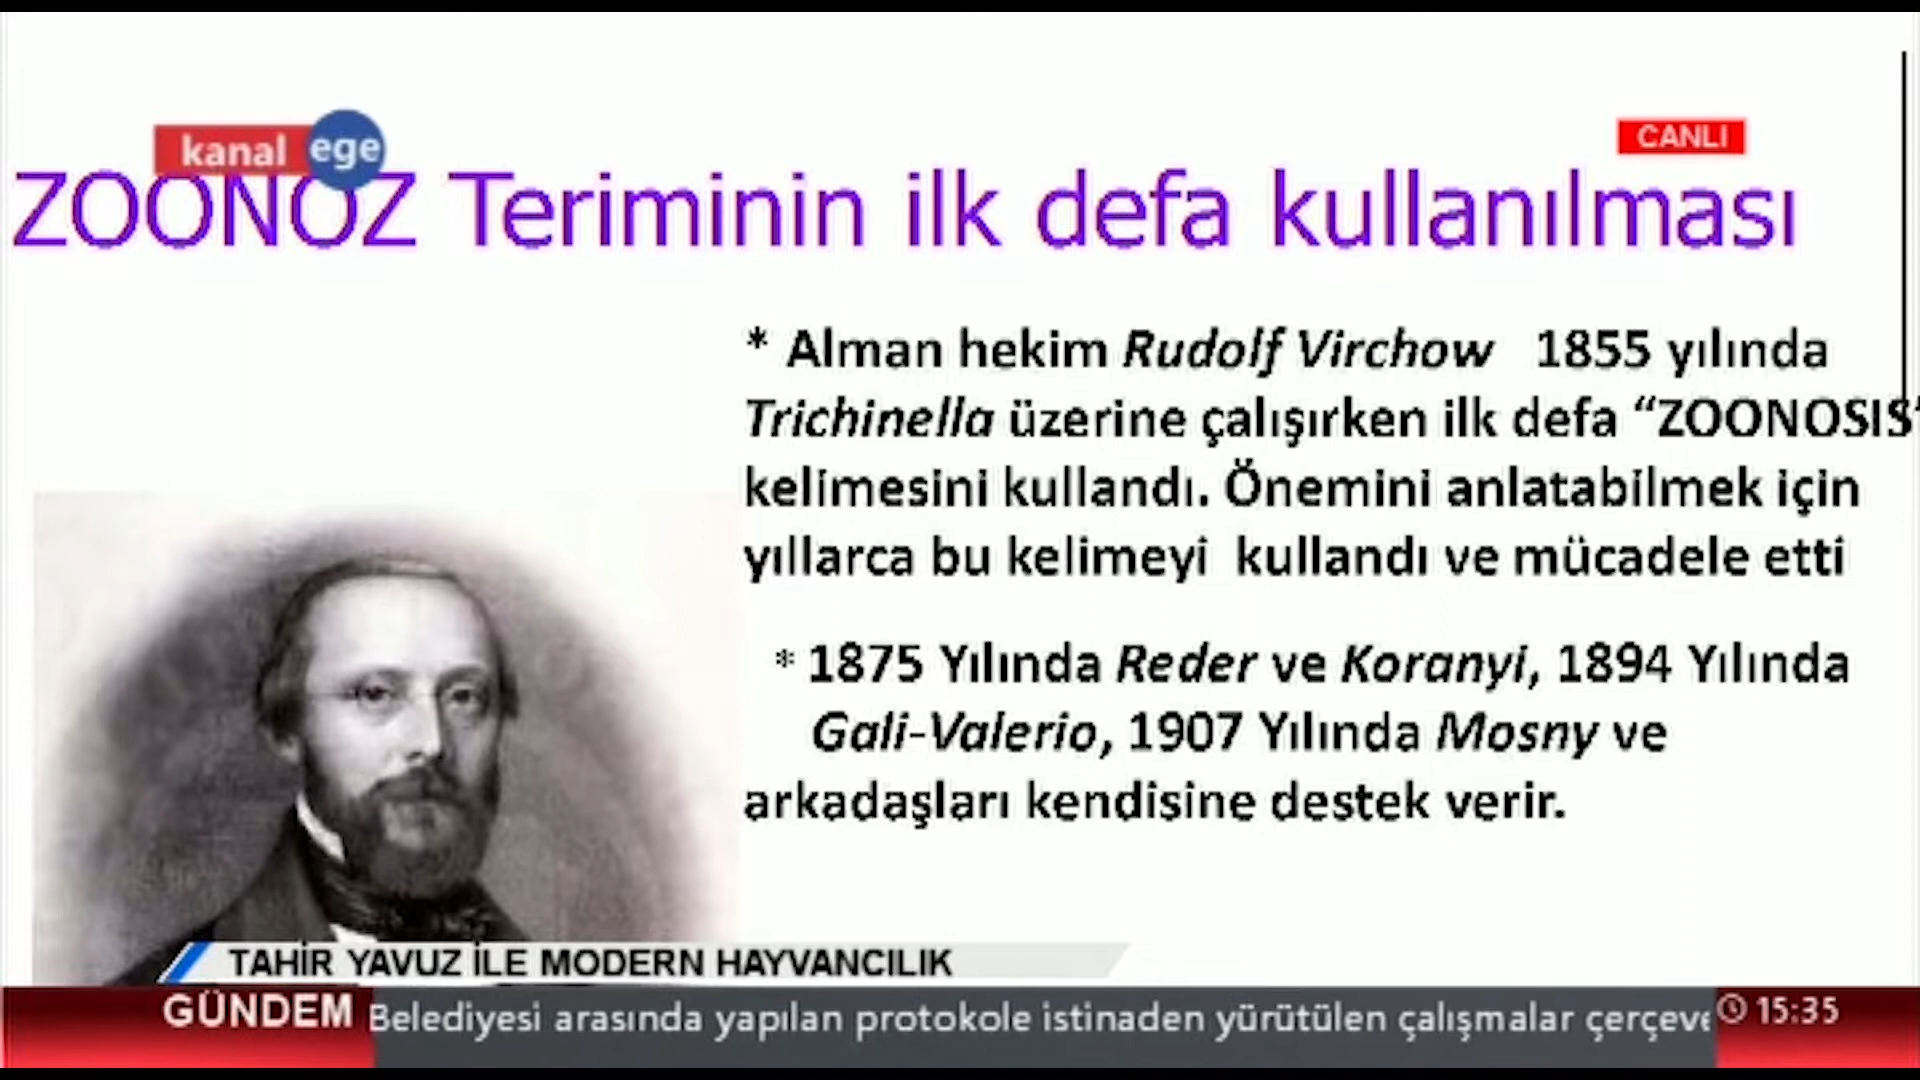 kanal ege
CANLI
ZOONOZ Teriminin ilk defa kullanılması
* Alman hekim Rudolf Virchow 1855 yılında
Trichinella üzerine çalışırken ilk defa “ZOONOSIS”
kelimesini kullandı. Önemini anlatabilmek için
yıllarca bu kelimeyi kullandı ve mücadele etti
* 1875 Yılında Reder ve Koranyi, 1894 Yılında
Gali-Valerio, 1907 Yılında Mosny ve
arkadaşları kendisine destek verir.
TAHİR YAVUZ İLE MODERN HAYVANCILIK
GÜNDEM Belediyesi arasında yapılan protokole istinaden yürütülen çalışmalar çerçeve 15:35